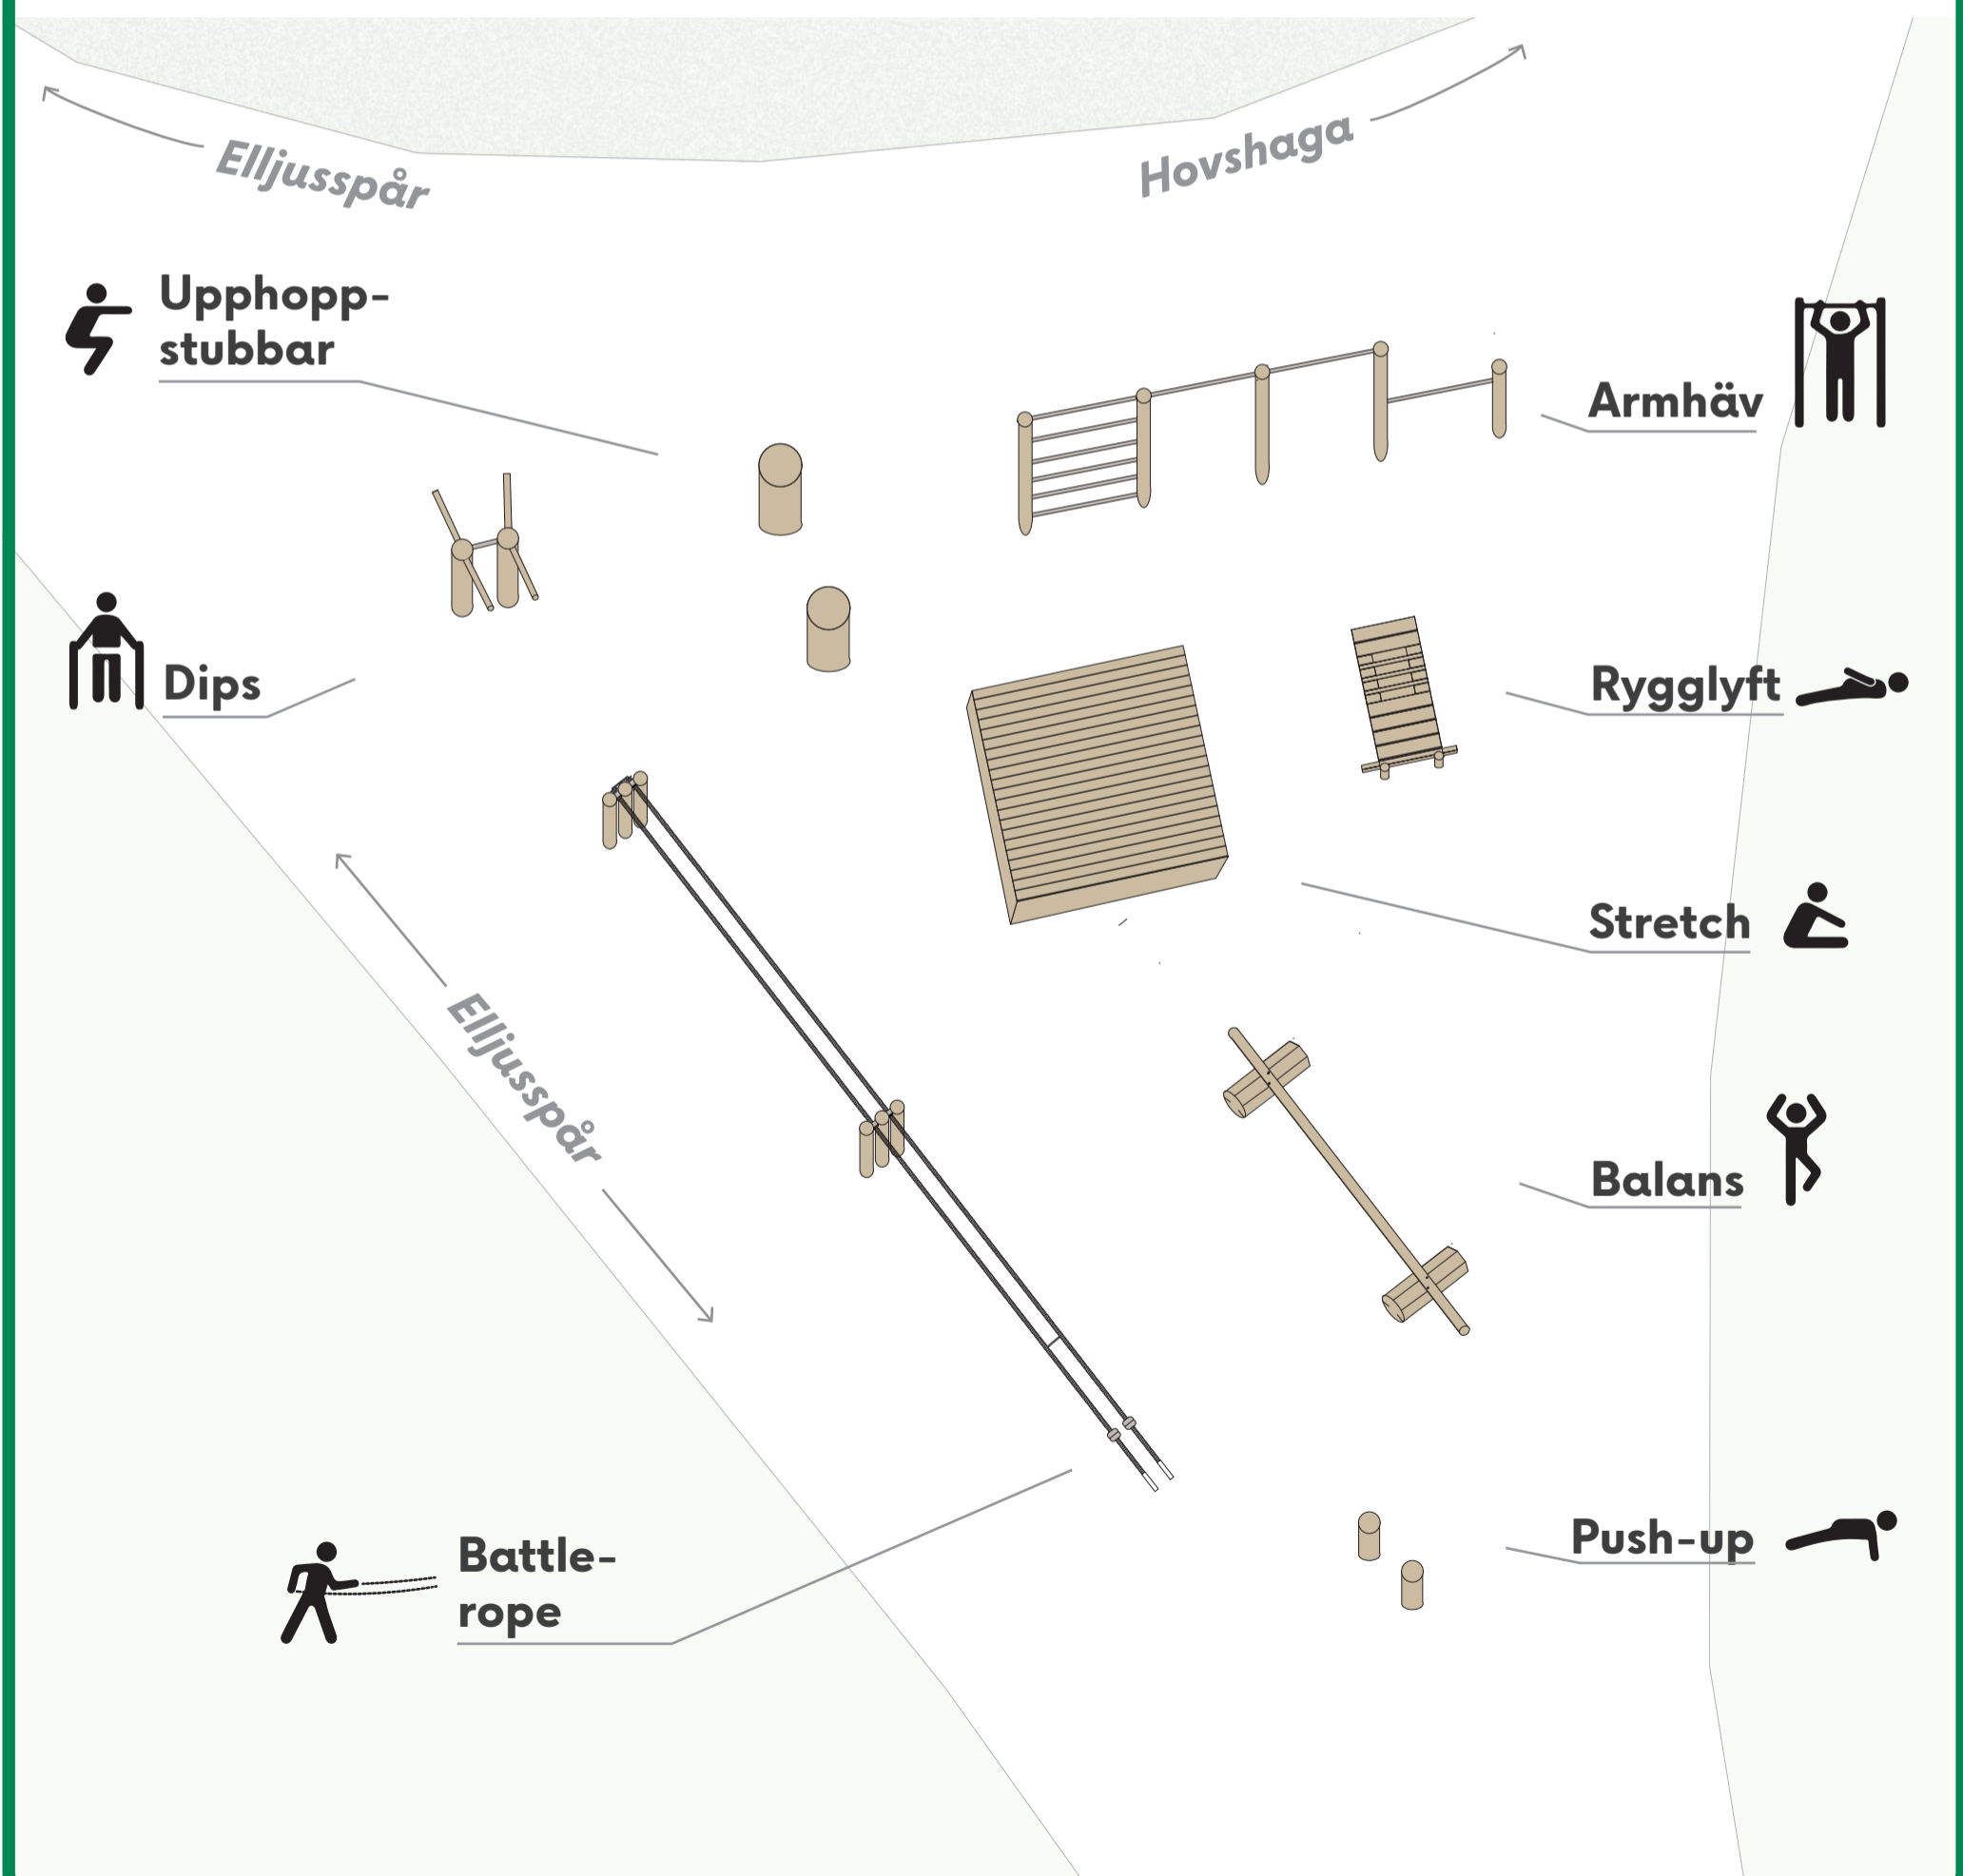 Elljusspår
Hovshaga
Upphopp-
stubbar
Armhäv
Dips
Rygglyft
Stretch
Elljusspår
Balans
Battle-
rope
Push-up